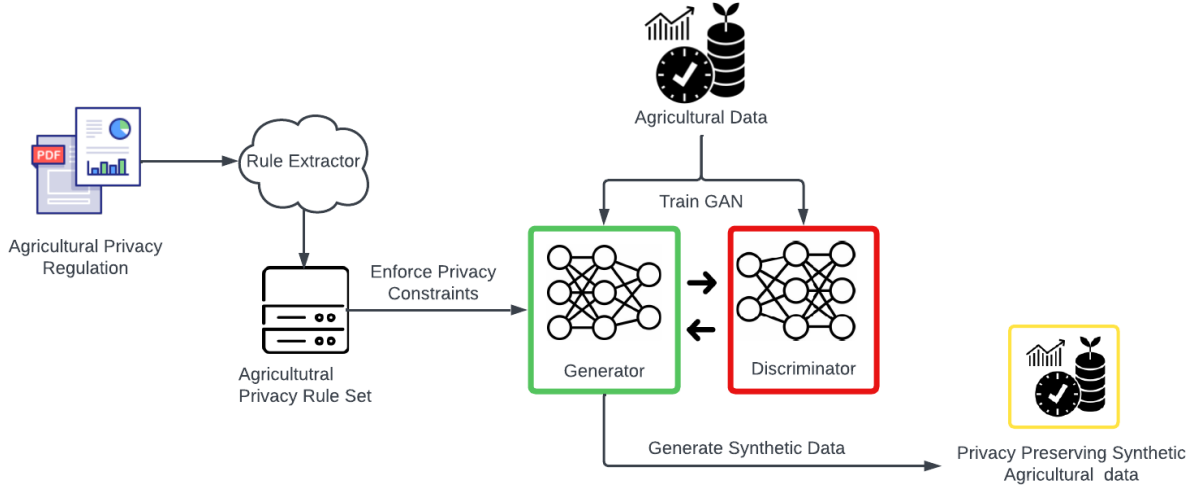 Agricultural Data
PDF
Rule Extractor
Train GAN
Agricultural Privacy
Regulation
Enforce Privacy
Constraints
Generator
Discriminator
Agricultutral
Privacy Rule Set
Generate Synthetic Data
Privacy Preserving Synthetic
Agricultural data